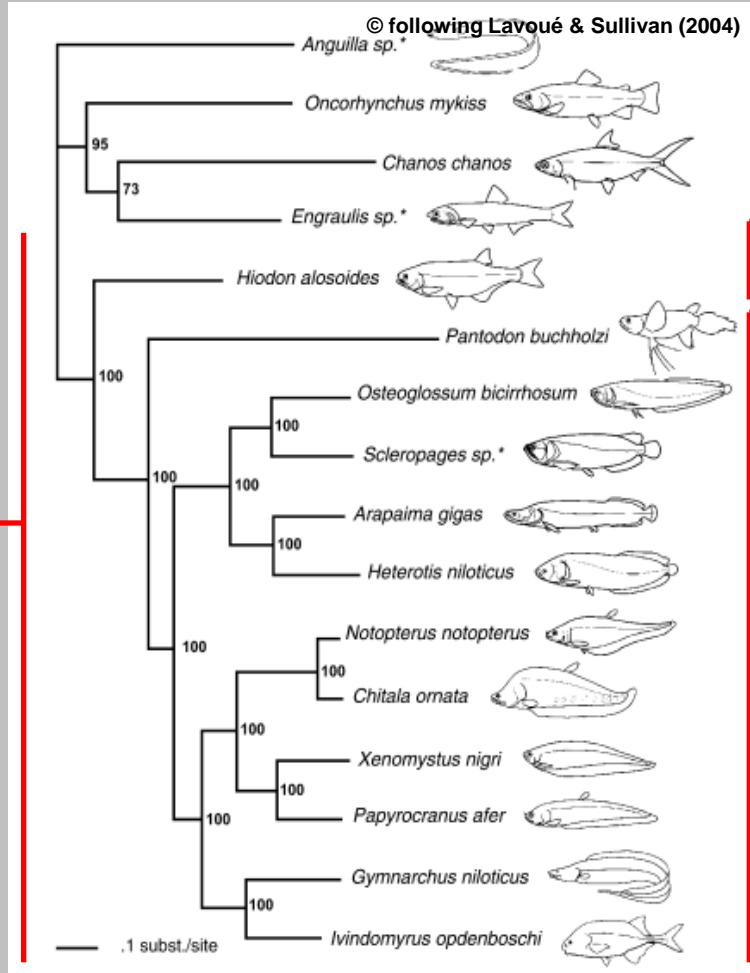 © following Lavoué & Sullivan (2004)
Anguilla sp.*
Oncorhynchus mykiss
95
Chanos chanos
73
Engraulis sp.*
Hiodon alosoides
100
Pantodon buchholzi
Osteoglossum bicirrhosum
100
Scleropages sp.*
100
100
Arapaima gigas
100
Heterotis niloticus
Notopterus notopterus
100
100
Chitala ornata
100
Xenomystus nigri
100
Papyrocranus afer
100
Gymnarchus niloticus
100
Ivindomyrus opdenboschi
.1 subst./site